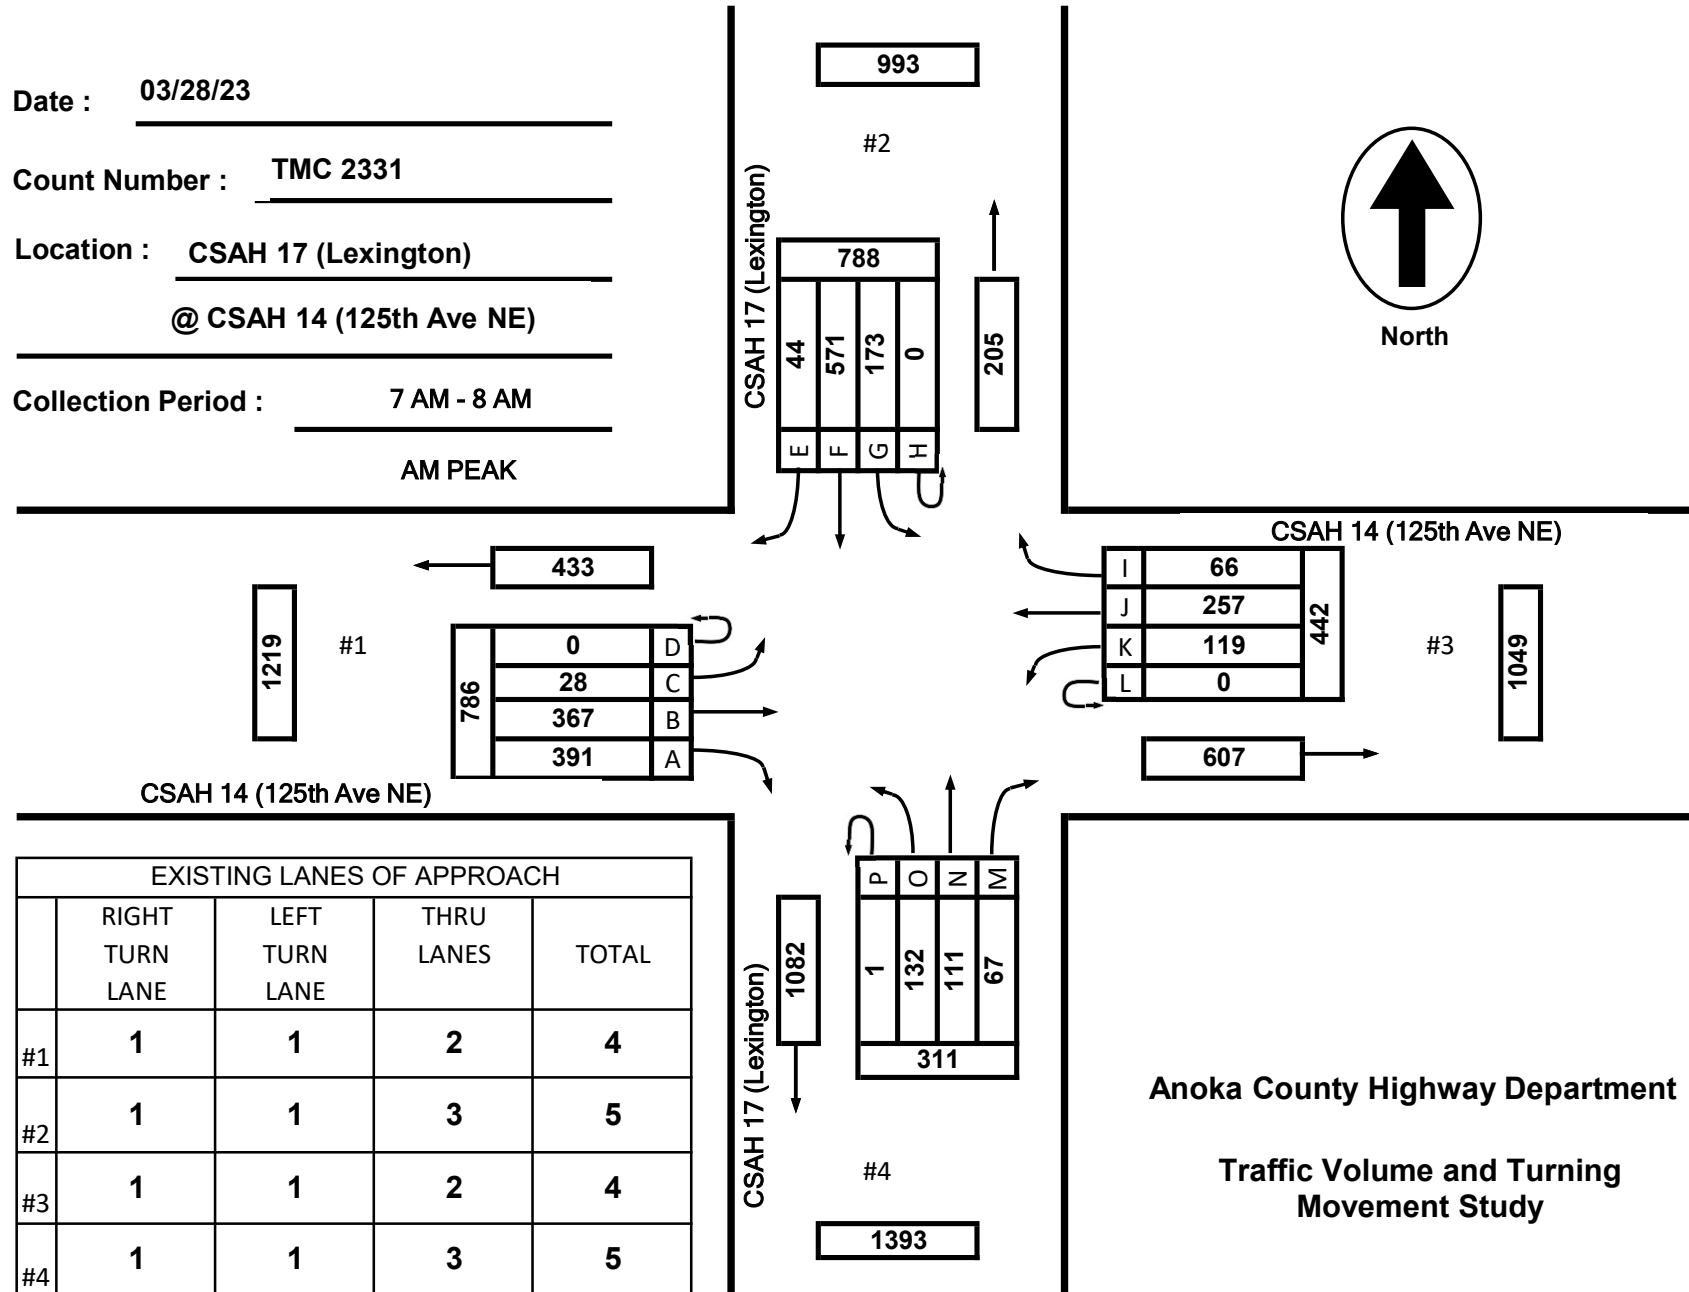 Date : 03/28/23
Count Number : TMC 2331
Location : CSAH 17 (Lexington)
@ CSAH 14 (125th Ave NE)
Collection Period : 7 AM - 8 AM
AM PEAK
993
#2
CSAH 17 (Lexington)
788
44 571 173 0
E F G H
205
North
CSAH 14 (125th Ave NE)
433
1219
#1
786
0 D
28 C
367 B
391 A
CSAH 14 (125th Ave NE)
I 66
J 257
K 119
L 0
442
#3
1049
607
P O N M
1 132 111 67
311
1082
CSAH 17 (Lexington)
#4
1393
EXISTING LANES OF APPROACH
RIGHT TURN LANE
LEFT TURN LANE
THRU LANES
TOTAL
#1 1 1 2 4
#2 1 1 3 5
#3 1 1 2 4
#4 1 1 3 5
Anoka County Highway Department
Traffic Volume and Turning
Movement Study